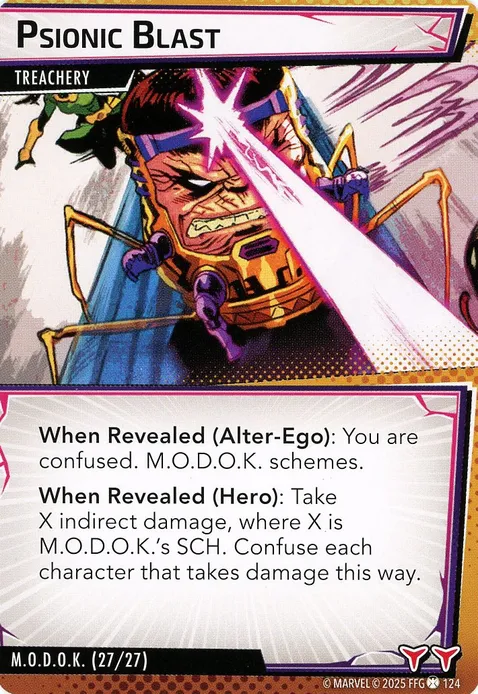 PSIONIC BLAST
TREACHERY
When Revealed (Alter-Ego): You are
confused. M.O.D.O.K. schemes.
When Revealed (Hero): Take
X indirect damage, where X is
M.O.D.O.K.’s SCH. Confuse each
character that takes damage this way.
M.O.D.O.K. (27/27)
© MARVEL © 2025 FFG 124